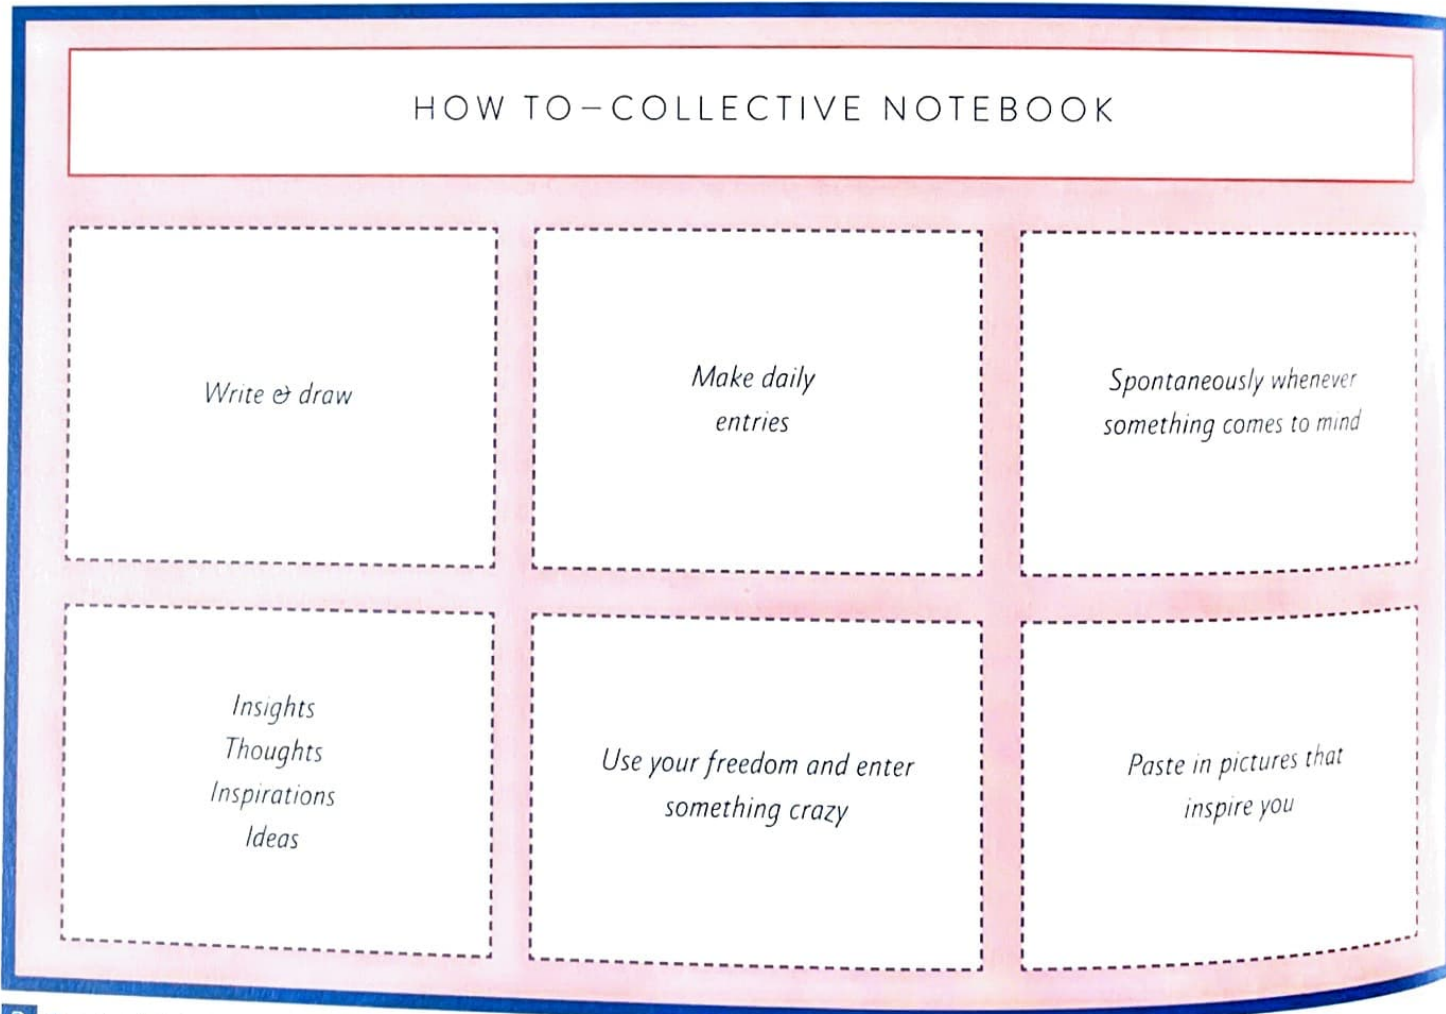 HOW TO—COLLECTIVE NOTEBOOK
Write & draw
Make daily
entries
Spontaneously whenever
something comes to mind
Insights
Thoughts
Inspirations
Ideas
Use your freedom and enter
something crazy
Paste in pictures that
inspire you